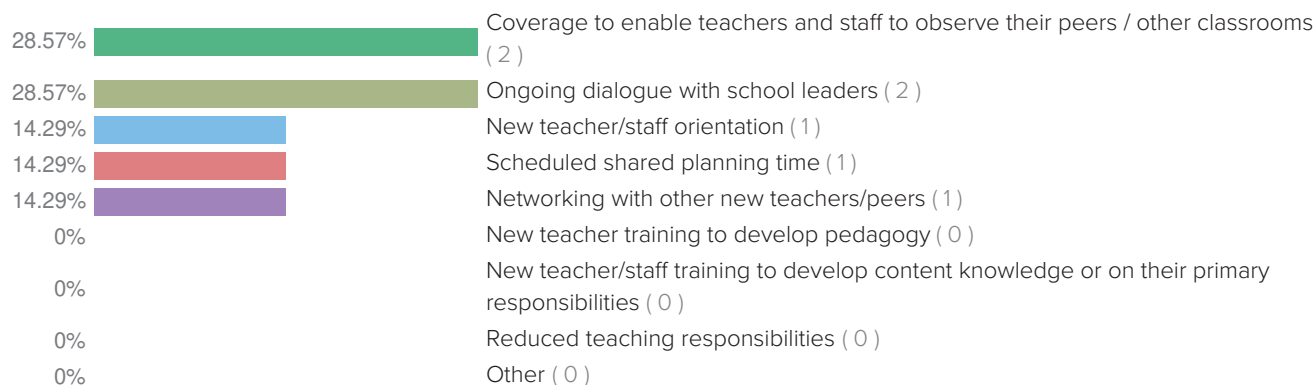 28.57% Coverage to enable teachers and staff to observe their peers / other classrooms
( 2 )
28.57% Ongoing dialogue with school leaders ( 2 )
14.29% New teacher/staff orientation ( 1 )
14.29% Scheduled shared planning time ( 1 )
14.29% Networking with other new teachers/peers ( 1 )
0% New teacher training to develop pedagogy ( 0 )
0% New teacher/staff training to develop content knowledge or on their primary
responsibilities ( 0 )
0% Reduced teaching responsibilities ( 0 )
0% Other ( 0 )